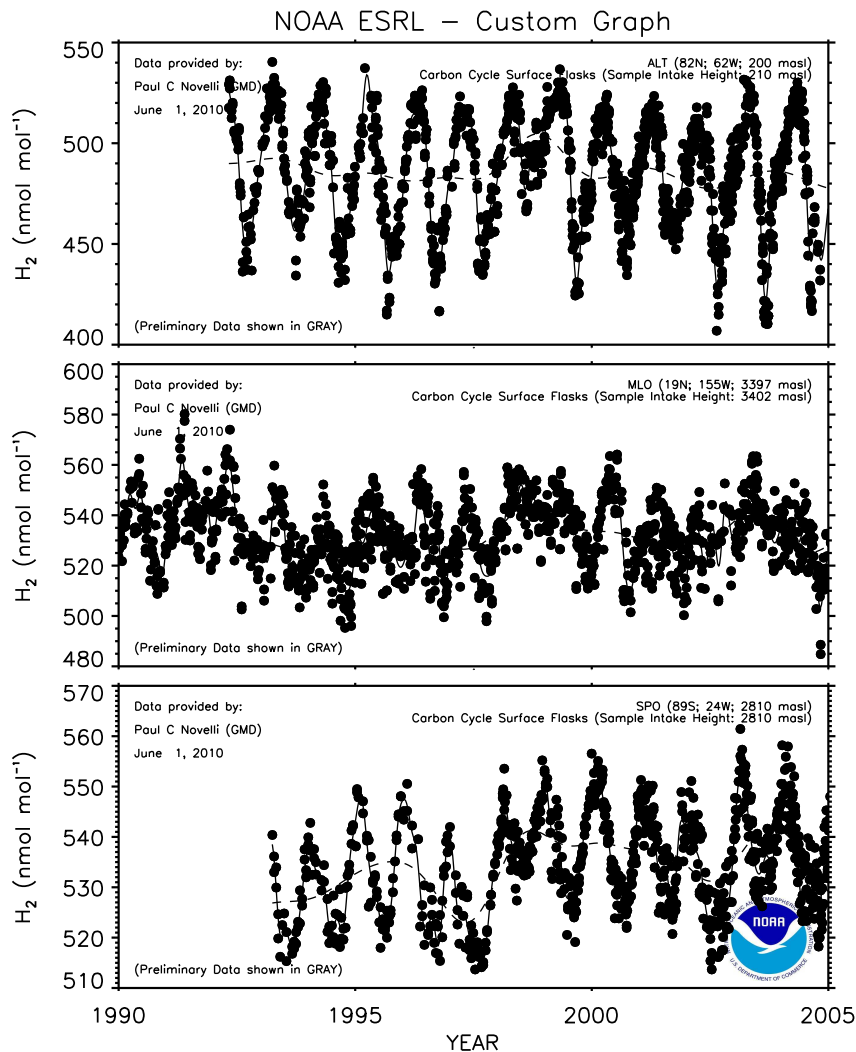 NOAA ESRL – Custom Graph
550
500
450
400
H₂ (nmol mol⁻¹)
Data provided by:
Paul C Novelli (GMD)
June 1, 2010
ALT (82N; 62W; 200 masl)
Carbon Cycle Surface Flasks (Sample Intake Height: 210 masl)
(Preliminary Data shown in GRAY)
600
580
560
540
520
500
480
H₂ (nmol mol⁻¹)
Data provided by:
Paul C Novelli (GMD)
June 1, 2010
MLO (19N; 155W; 3397 masl)
Carbon Cycle Surface Flasks (Sample Intake Height: 3402 masl)
(Preliminary Data shown in GRAY)
570
560
550
540
530
520
510
H₂ (nmol mol⁻¹)
Data provided by:
Paul C Novelli (GMD)
June 1, 2010
SPO (89S; 24W; 2810 masl)
Carbon Cycle Surface Flasks (Sample Intake Height: 2810 masl)
(Preliminary Data shown in GRAY)
NOAA
U.S. DEPARTMENT OF COMMERCE
1990 1995 2000 2005
YEAR